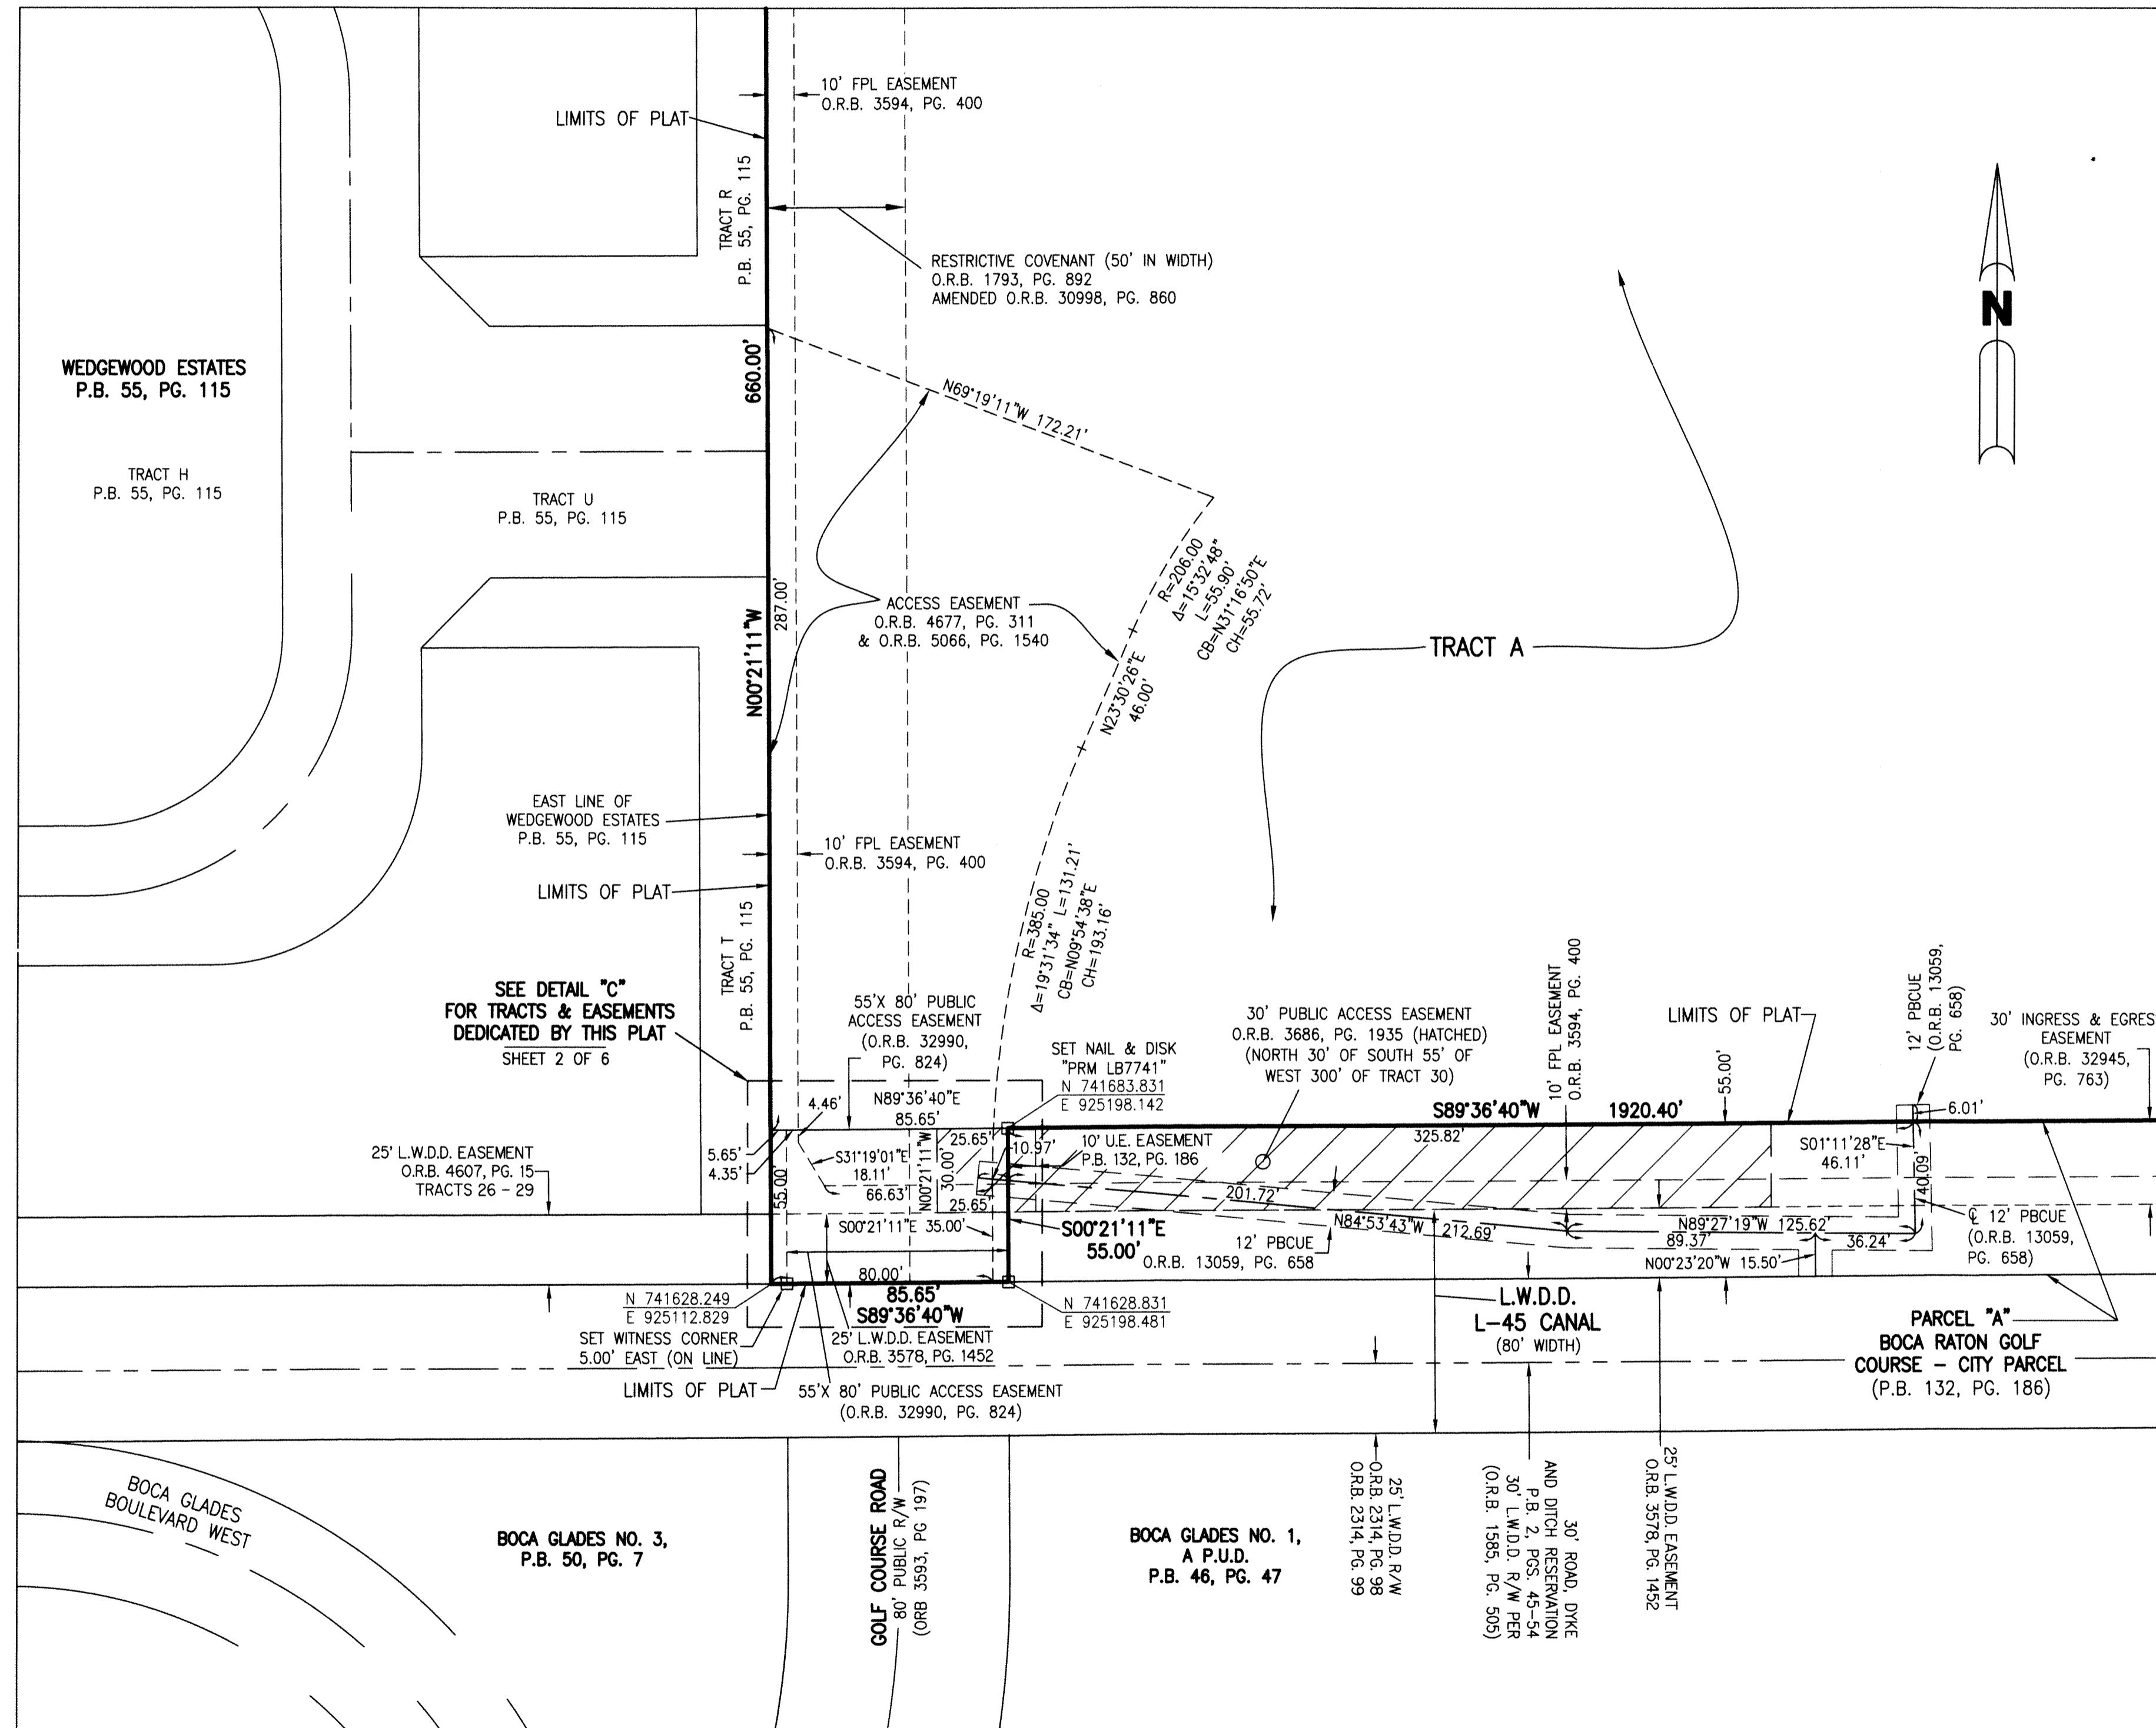 10' FPL EASEMENT
O.R.B. 3594, PG. 400
LIMITS OF PLAT
TRACT R
P.B. 55, PG. 115
RESTRICTIVE COVENANT (50' IN WIDTH)
O.R.B. 1793, PG. 892
AMENDED O.R.B. 30998, PG. 860
N
WEDGEWOOD ESTATES
P.B. 55, PG. 115
660.00'
N69°19'11"W 172.21'
TRACT H
P.B. 55, PG. 115
TRACT U
P.B. 55, PG. 115
R=206.00
Δ=15°32'48"
L=55.90'
CB=N31°16'50"E
CH=55.72'
287.00'
N00°21'11"W
ACCESS EASEMENT
O.R.B. 4677, PG. 311
& O.R.B. 5066, PG. 1540
TRACT A
N23°30'26"E
46.00'
EAST LINE OF
WEDGEWOOD ESTATES
P.B. 55, PG. 115
10' FPL EASEMENT
O.R.B. 3594, PG. 400
LIMITS OF PLAT
R=385.00
Δ=19°31'34" L=131.21'
CB=N09°54'38"E
CH=193.16'
TRACT T
P.B. 55, PG. 115
SEE DETAIL "C"
FOR TRACTS & EASEMENTS
DEDICATED BY THIS PLAT
SHEET 2 OF 6
55'X 80' PUBLIC
ACCESS EASEMENT
(O.R.B. 32990,
PG. 824)
SET NAIL & DISK
"PRM LB7741"
N 741683.831
E 925198.142
30' PUBLIC ACCESS EASEMENT
O.R.B. 3686, PG. 1935 (HATCHED)
(NORTH 30' OF SOUTH 55' OF
WEST 300' OF TRACT 30)
10' FPL EASEMENT
O.R.B. 3594, PG. 400
LIMITS OF PLAT
55.00'
12' PBCUE
(O.R.B. 13059,
PG. 658)
30' INGRESS & EGRES
EASEMENT
(O.R.B. 32945,
PG. 763)
4.46'
N89°36'40"E
85.65'
S89°36'40"W 1920.40'
6.01'
25' L.W.D.D. EASEMENT
O.R.B. 4607, PG. 15
TRACTS 26 – 29
5.65'
4.35'
55.00'
S31°19'01"E
18.11'
66.63'
N00°21'11"W
30.00'
25.65'
25.65'
10.97'
10' U.E. EASEMENT
P.B. 132, PG. 186
325.82'
S01°11'28"E
46.11'
40.09'
201.72'
S00°21'11"E 35.00'
S00°21'11"E
55.00'
N84°53'43"W 212.69'
N89°27'19"W 125.62'
89.37'
36.24'
℄ 12' PBCUE
(O.R.B. 13059,
PG. 658)
12' PBCUE
O.R.B. 13059, PG. 658
N00°23'20"W 15.50'
80.00'
85.65'
S89°36'40"W
N 741628.249
E 925112.829
N 741628.831
E 925198.481
SET WITNESS CORNER
5.00' EAST (ON LINE)
25' L.W.D.D. EASEMENT
O.R.B. 3578, PG. 1452
L.W.D.D.
L-45 CANAL
(80' WIDTH)
PARCEL "A"
BOCA RATON GOLF
COURSE – CITY PARCEL
(P.B. 132, PG. 186)
LIMITS OF PLAT
55'X 80' PUBLIC ACCESS EASEMENT
(O.R.B. 32990, PG. 824)
BOCA GLADES
BOULEVARD WEST
BOCA GLADES NO. 3,
P.B. 50, PG. 7
GOLF COURSE ROAD
80' PUBLIC R/W
(ORB 3593, PG 197)
BOCA GLADES NO. 1,
A P.U.D.
P.B. 46, PG. 47
25' L.W.D.D. R/W
O.R.B. 2314, PG. 98
O.R.B. 2314, PG. 99
30' ROAD, DYKE
AND DITCH RESERVATION
P.B. 2, PGS. 45–54
30' L.W.D.D. R/W PER
(O.R.B. 1585, PG. 505)
25' L.W.D.D. EASEMENT
O.R.B. 3578, PG. 1452